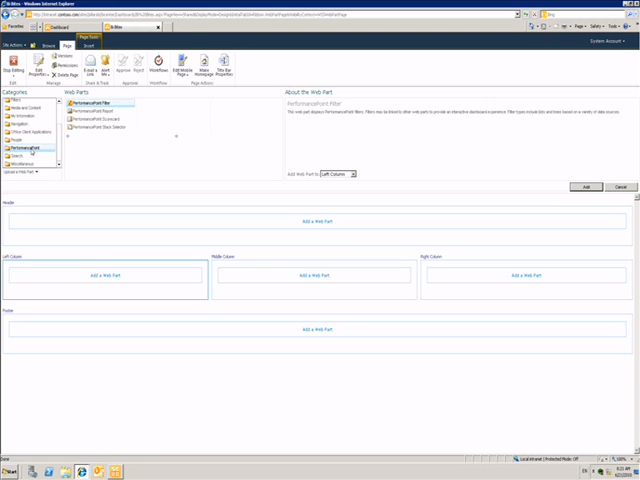 BI Bites - Windows Internet Explorer
Bing
Favorites
Dashboard
BI Bites
Page
Safety
Tools
Page Tools
Site Actions
Browse
Page
Insert
System Account
Stop Editing
Edit Properties
Versions
Permissions
Delete Page
E-mail a Link
Alert Me
Approve
Reject
Workflows
Edit Mobile Page
Make Homepage
Title Bar Properties
Edit
Manage
Share & Track
Approval
Workflow
Page Actions
Categories
Web Parts
About the Web Part
Filters
Media and Content
My Information
Navigation
Office Client Applications
People
PerformancePoint
Search
Miscellaneous
Upload a Web Part
PerformancePoint Filter
PerformancePoint Report
PerformancePoint Scorecard
PerformancePoint Stack Selector
PerformancePoint Filter
This web part displays PerformancePoint filters. Filters may be linked to other web parts to provide an interactive dashboard experience. Filter types include lists and trees based on a variety of data sources.
Add Web Part to: Left Column
Add
Cancel
Header
Add a Web Part
Left Column
Middle Column
Right Column
Add a Web Part
Add a Web Part
Add a Web Part
Footer
Add a Web Part
Done
Local intranet | Protected Mode: Off
100%
Start
EN